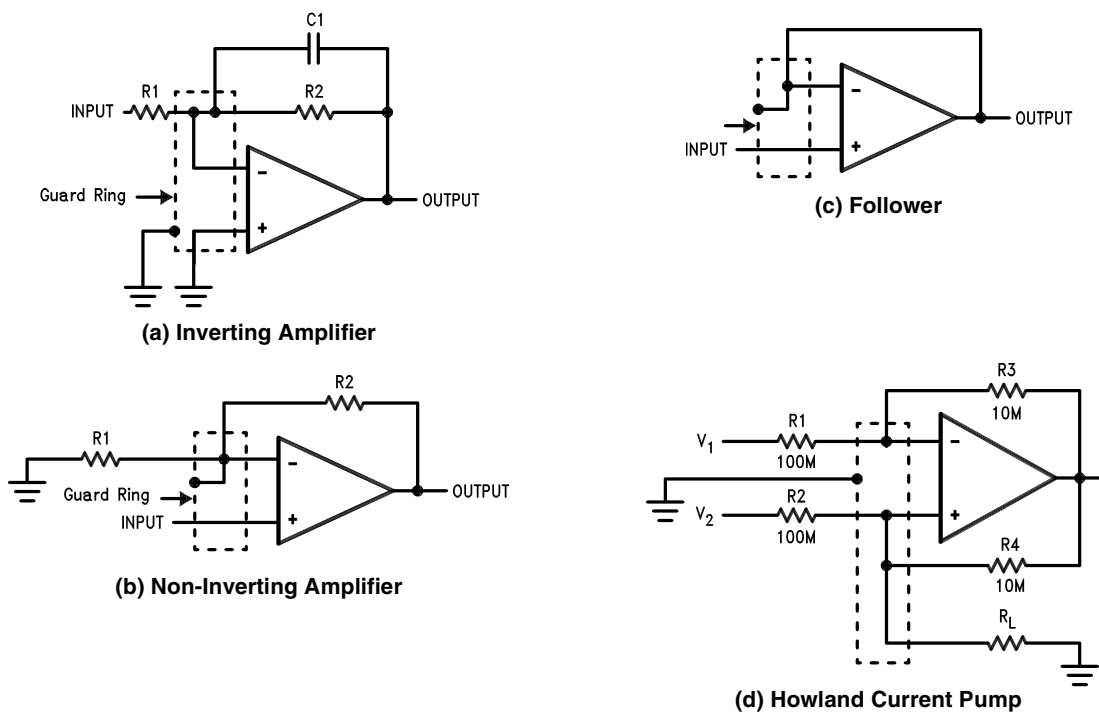 C1
R1
R2
INPUT
Guard Ring
−
+
OUTPUT
(a) Inverting Amplifier
R2
R1
Guard Ring
INPUT
−
+
OUTPUT
(b) Non-Inverting Amplifier
INPUT
−
+
OUTPUT
(c) Follower
R3
10M
V1
R1
100M
V2
R2
100M
−
+
R4
10M
RL
(d) Howland Current Pump